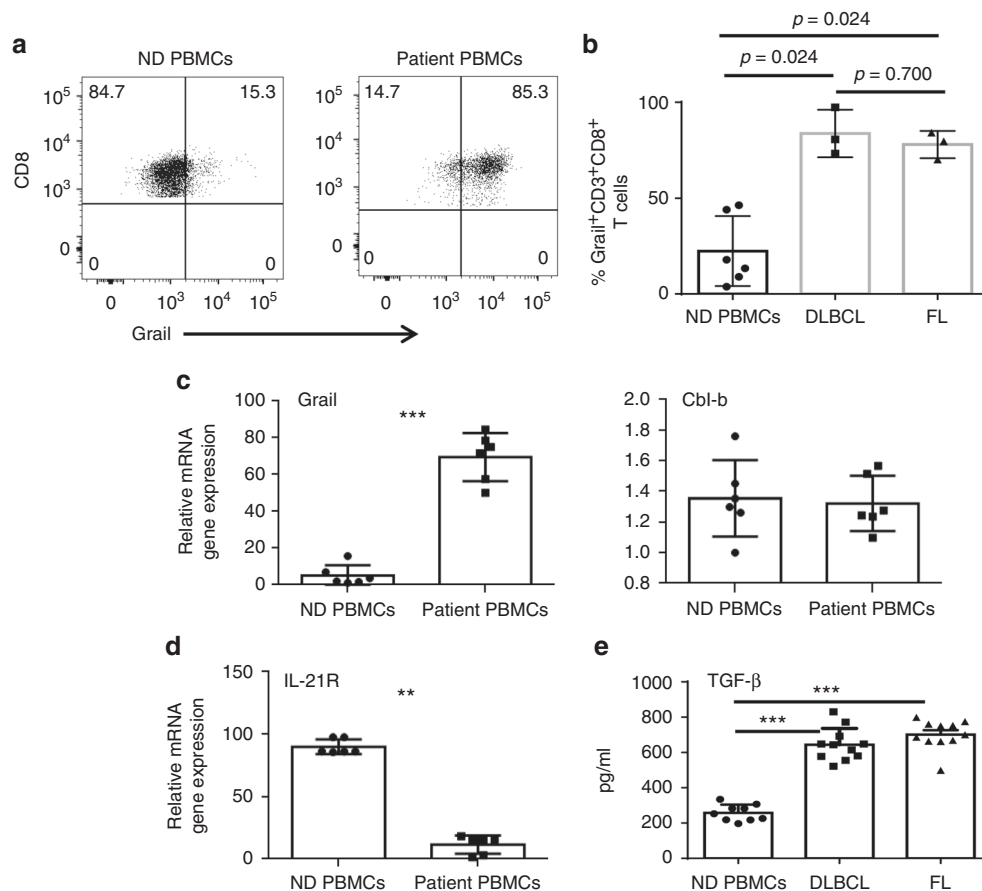 a
ND PBMCs
Patient PBMCs
CD8
10⁵
10⁴
10³
0
84.7
15.3
0
0
0
10³
10⁴
10⁵
10⁵
10⁴
10³
0
14.7
85.3
0
0
0
10³
10⁴
10⁵
Grail
b
p = 0.024
p = 0.024
p = 0.700
% Grail⁺CD3⁺CD8⁺
T cells
100
50
0
ND PBMCs
DLBCL
FL
c
Grail
***
Relative mRNA
gene expression
100
80
60
40
20
0
ND PBMCs
Patient PBMCs
Cbl-b
2.0
1.8
1.6
1.4
1.2
1.0
0.8
ND PBMCs
Patient PBMCs
d
IL-21R
**
Relative mRNA
gene expression
150
100
50
0
ND PBMCs
Patient PBMCs
e
TGF-β
***
***
pg/ml
1000
800
600
400
200
0
ND PBMCs
DLBCL
FL